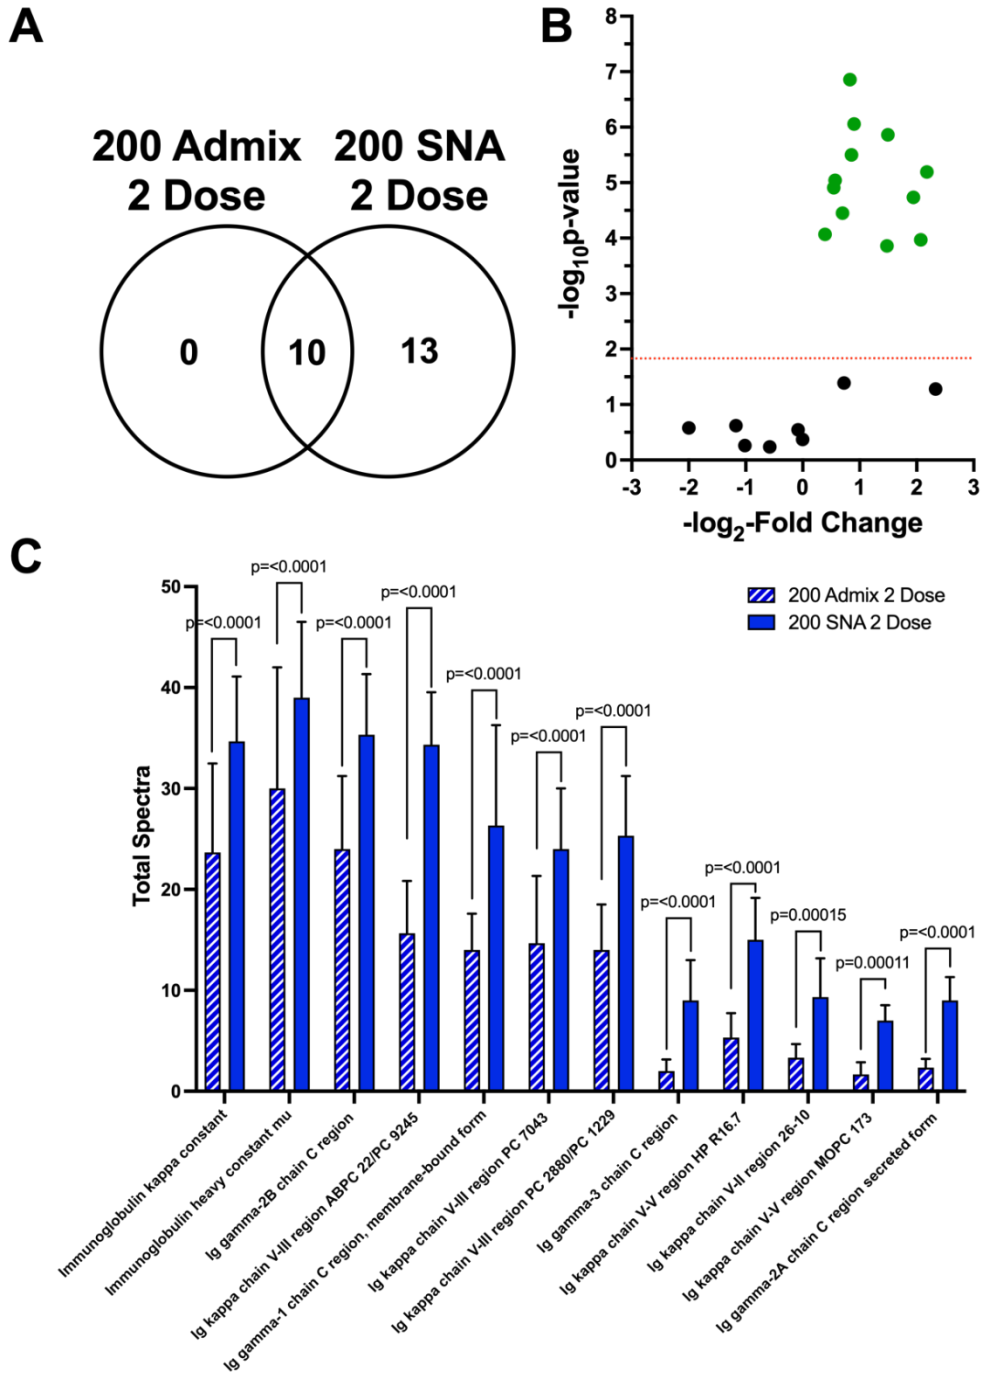 A
200 Admix
2 Dose
200 SNA
2 Dose
0
10
13
B
-log10p-value
8
7
6
5
4
3
2
1
0
-3
-2
-1
0
1
2
3
-log2-Fold Change
C
Total Spectra
50
40
30
20
10
0
200 Admix 2 Dose
200 SNA 2 Dose
p=<0.0001
p=<0.0001
p=<0.0001
p=<0.0001
p=<0.0001
p=<0.0001
p=<0.0001
p=<0.0001
p=<0.0001
p=0.00015
p=0.00011
p=<0.0001
Immunoglobulin kappa constant
Immunoglobulin heavy constant mu
Ig gamma-2B chain C region
Ig kappa chain V-III region ABPC 22/PC 9245
Ig gamma-1 chain C region, membrane-bound form
Ig kappa chain V-III region PC 7043
Ig kappa chain V-III region PC 2880/PC 1229
Ig gamma-3 chain C region
Ig kappa chain V-V region HP R16.7
Ig kappa chain V-II region 26-10
Ig kappa chain V-V region MOPC 173
Ig gamma-2A chain C region secreted form